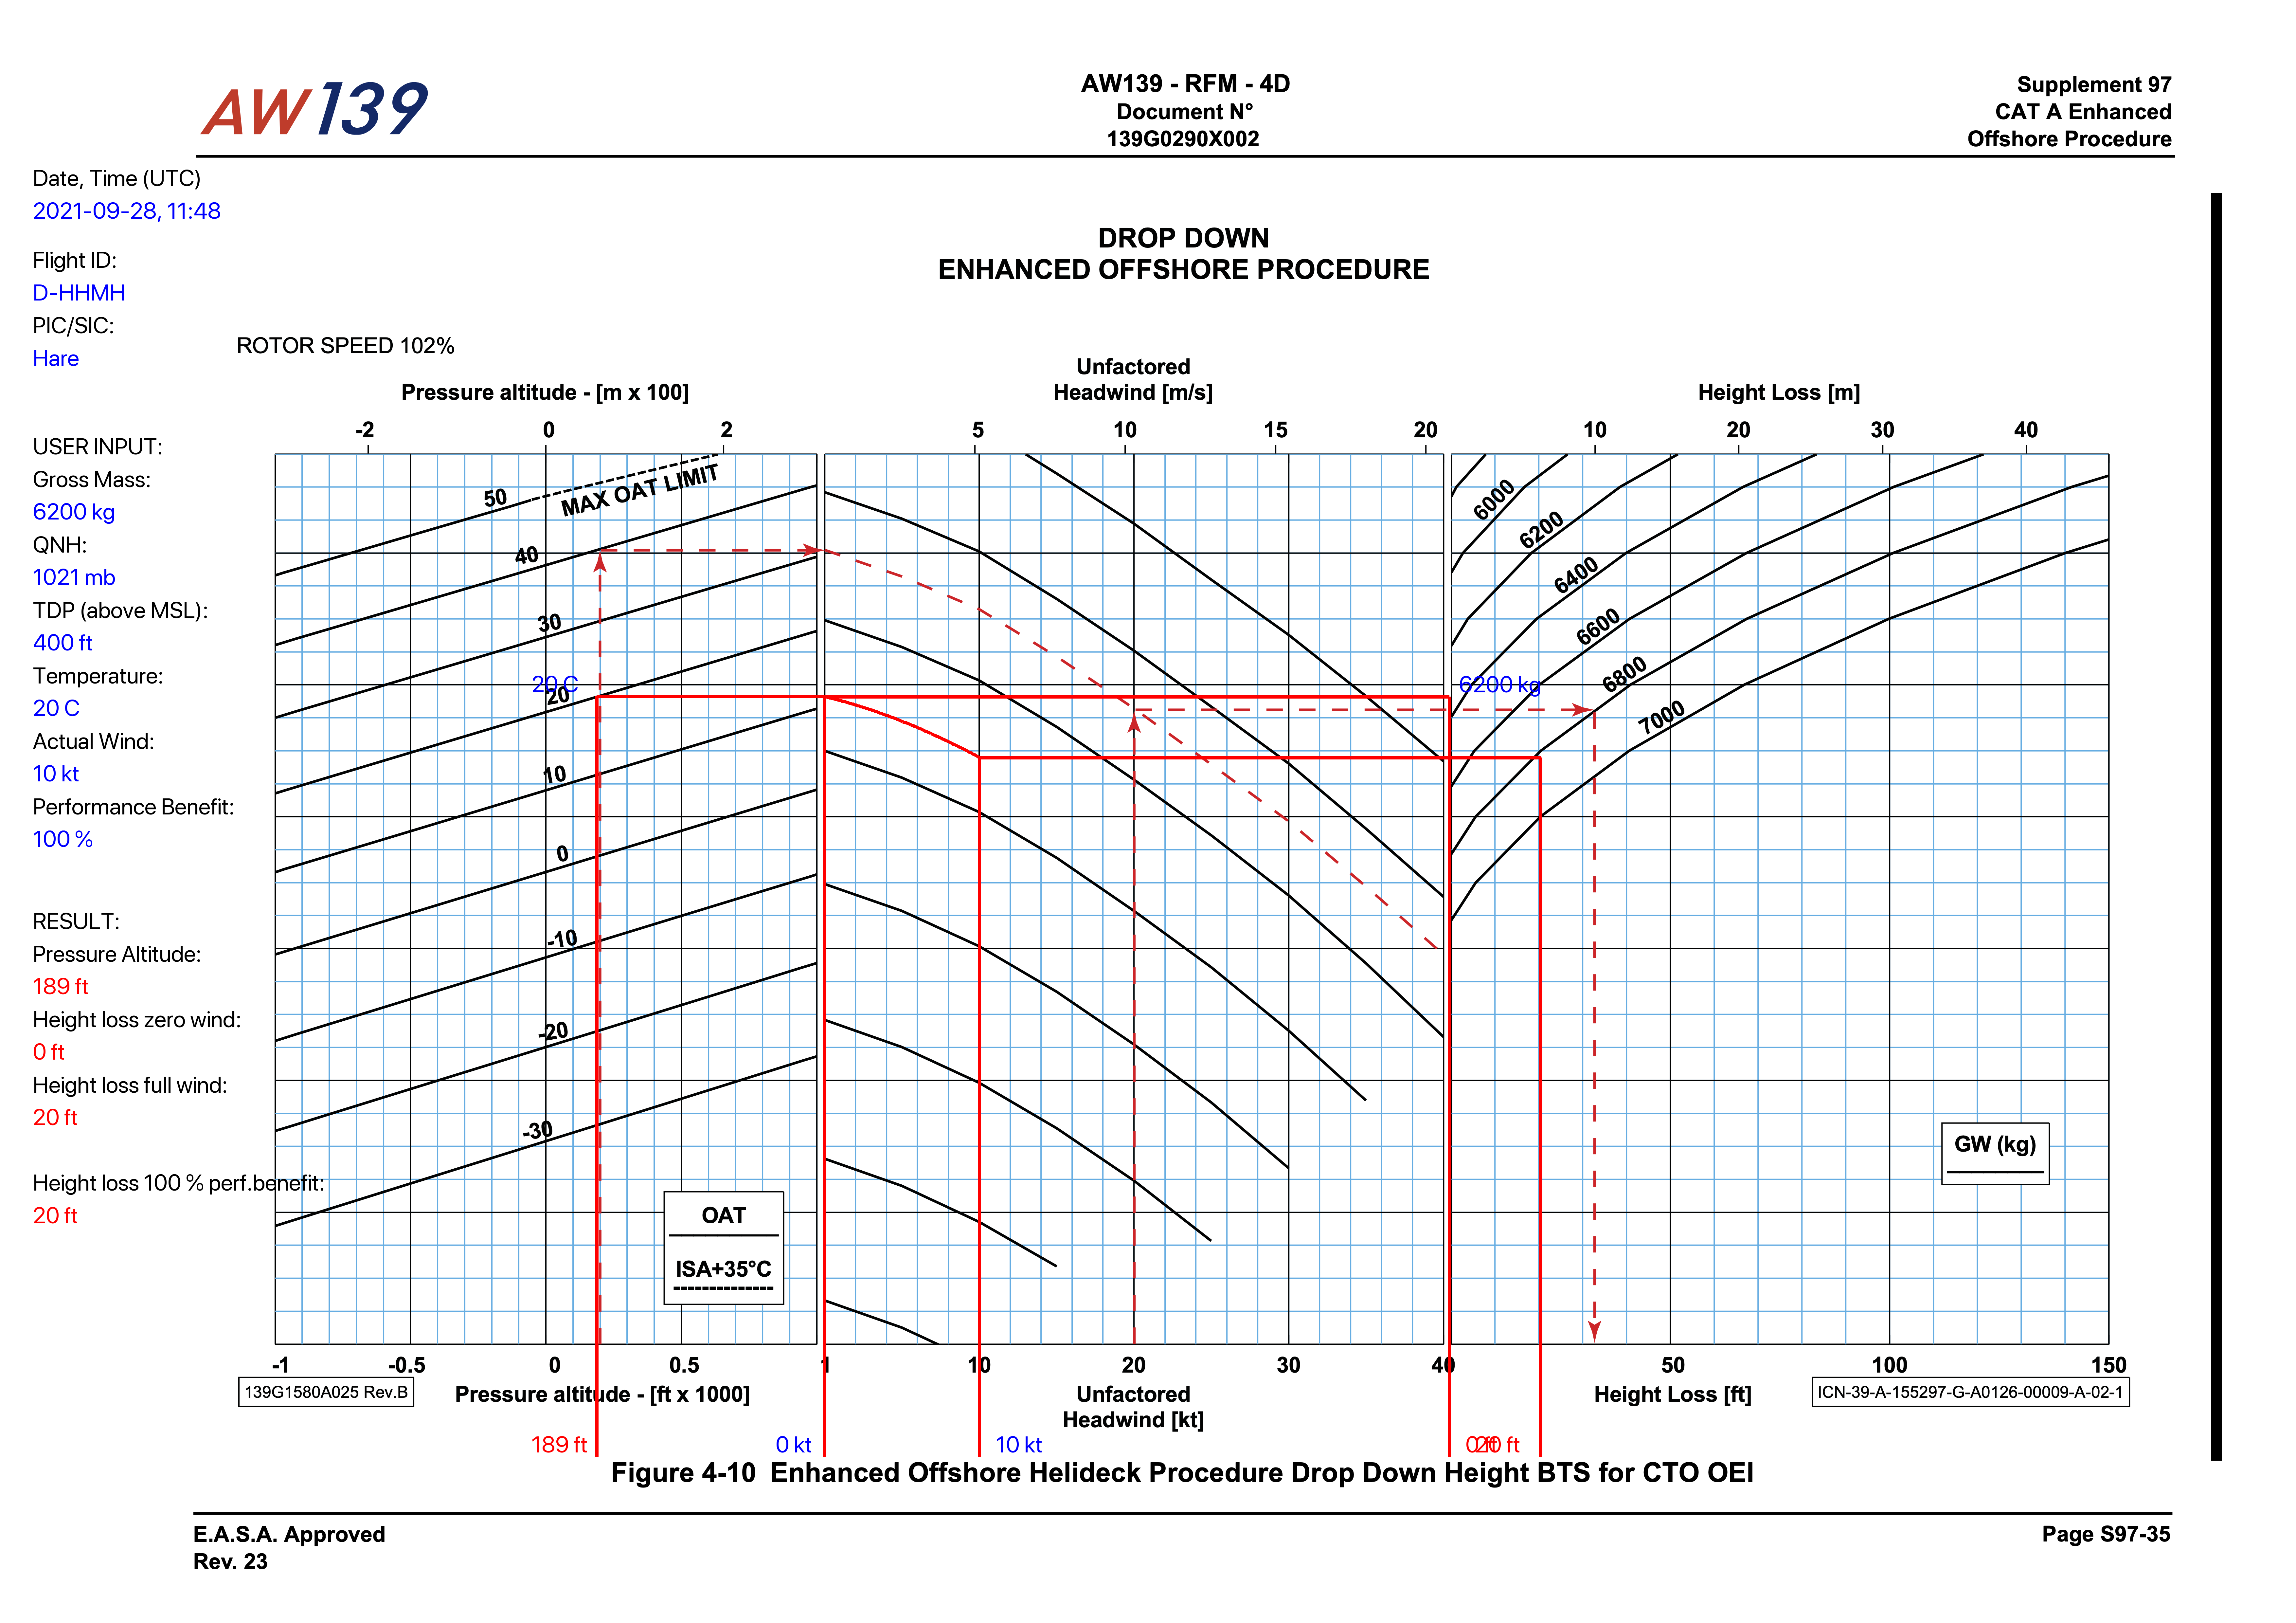 AW139
AW139 - RFM - 4D
Document N°
139G0290X002
Supplement 97
CAT A Enhanced
Offshore Procedure
Date, Time (UTC)
2021-09-28, 11:48
Flight ID:
D-HHMH
PIC/SIC:
Hare
DROP DOWN
ENHANCED OFFSHORE PROCEDURE
ROTOR SPEED 102%
Pressure altitude - [m x 100]
Unfactored
Headwind [m/s]
Height Loss [m]
-2 0 2 5 10 15 20 10 20 30 40
USER INPUT:
Gross Mass:
6200 kg
QNH:
1021 mb
TDP (above MSL):
400 ft
Temperature:
20 C
Actual Wind:
10 kt
Performance Benefit:
100 %
RESULT:
Pressure Altitude:
189 ft
Height loss zero wind:
0 ft
Height loss full wind:
20 ft
Height loss 100 % perf.benefit:
20 ft
MAX OAT LIMIT
50
40
30
20 C
20
10
0
-10
-20
-30
OAT
ISA+35°C
6000
6200
6400
6600
6800
7000
6200 kg
GW (kg)
-1 -0.5 0 0.5 1 10 20 30 40 50 100 150
139G1580A025 Rev.B
Pressure altitude - [ft x 1000]
Unfactored
Headwind [kt]
Height Loss [ft]
ICN-39-A-155297-G-A0126-00009-A-02-1
189 ft 0 kt 10 kt 0 ft 20 ft
Figure 4-10 Enhanced Offshore Helideck Procedure Drop Down Height BTS for CTO OEI
E.A.S.A. Approved
Rev. 23
Page S97-35